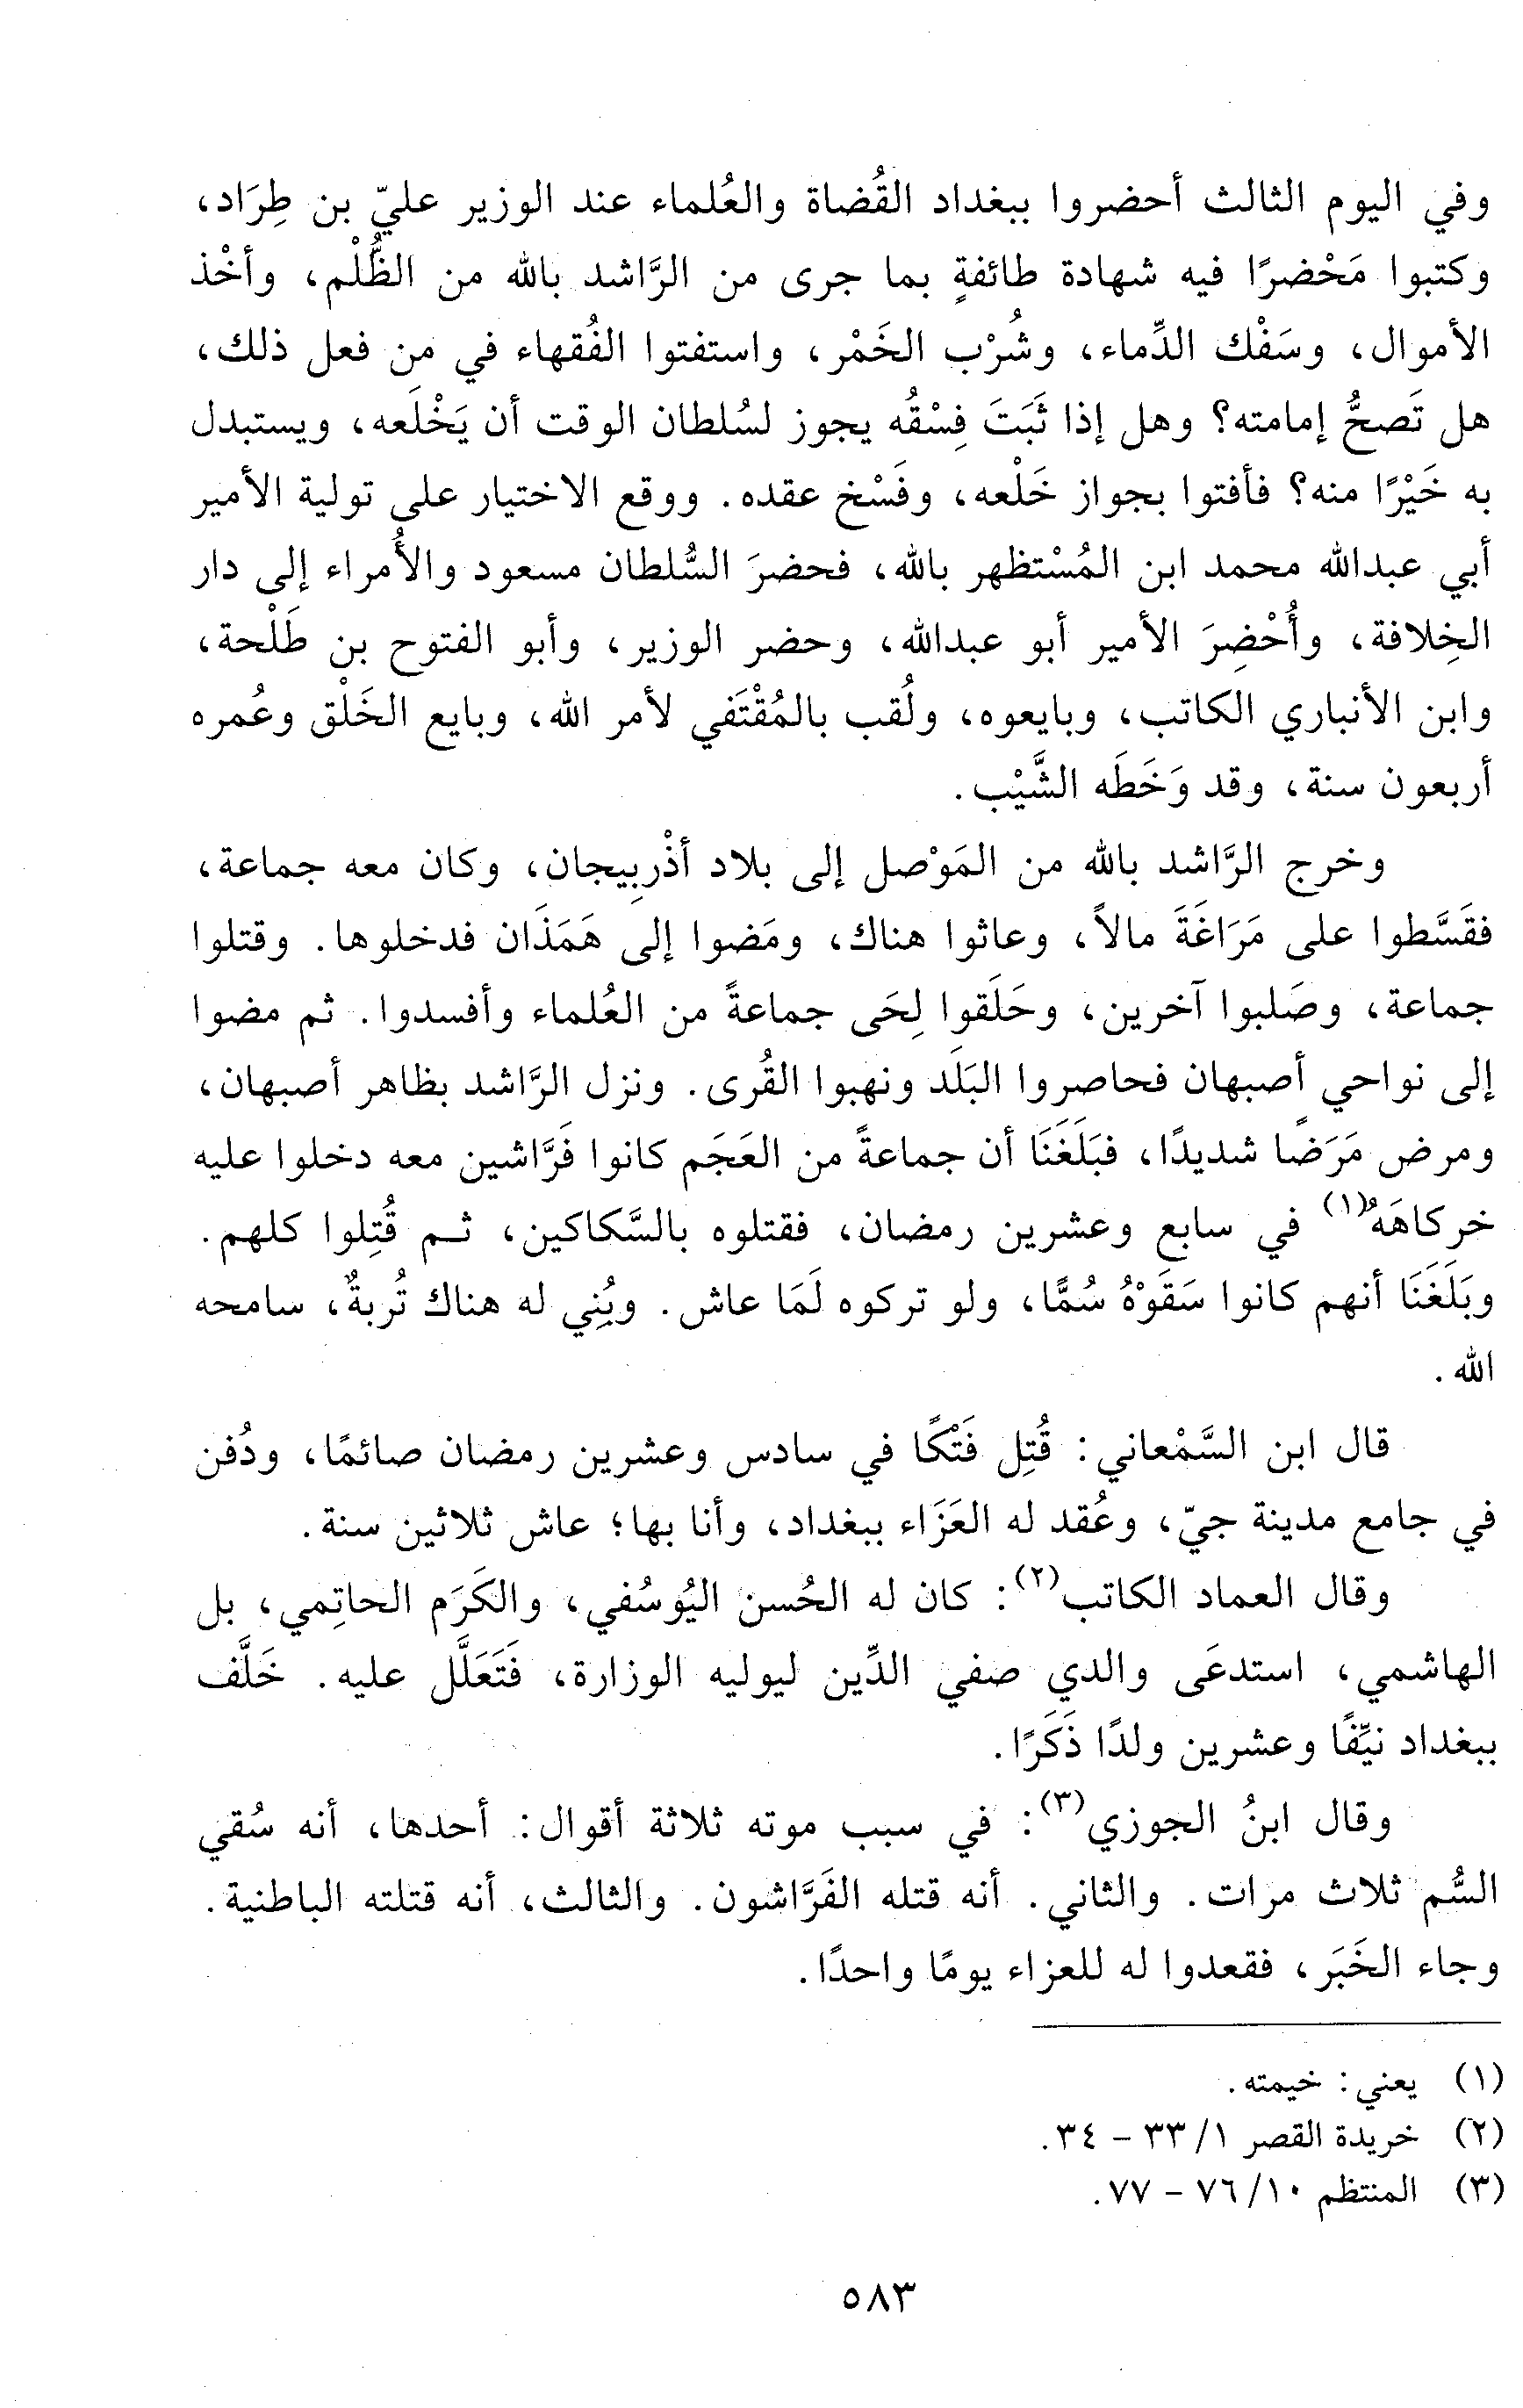 وفي اليوم الثالث أحضروا ببغداد القُضاة والعُلماء عند الوزير عليّ بن طِرَاد،
وكتبوا مَحْضرًا فيه شهادة طائفةٍ بما جرى من الرَّاشد بالله من الظُّلْم، وأخْذ
الأموال، وسَفْك الدِّماء، وشُرْب الخَمْر، واستفتوا الفُقهاء في من فعل ذلك،
هل تَصحُّ إمامته؟ وهل إذا ثَبَتَ فِسْقُه يجوز لسُلطان الوقت أن يَخْلَعه، ويستبدل
به خَيْرًا منه؟ فأفتوا بجواز خَلْعه، وفَسْخ عقده. ووقع الاختيار على تولية الأمير
أبي عبدالله محمد ابن المُسْتظهر بالله، فحضرَ السُّلطان مسعود والأُمراء إلى دار
الخِلافة، وأُحْضِرَ الأمير أبو عبدالله، وحضر الوزير، وأبو الفتوح بن طَلْحة،
وابن الأنباري الكاتب، وبايعوه، ولُقب بالمُقْتَفي لأمر الله، وبايع الخَلْق وعُمره
أربعون سنة، وقد وَخَطَه الشَّيْب.
وخرج الرَّاشد بالله من المَوْصل إلى بلاد أذْربِيجان، وكان معه جماعة،
فقَسَّطوا على مَرَاغَةَ مالاً، وعاثوا هناك، ومَضوا إلى هَمَذَان فدخلوها. وقتلوا
جماعة، وصَلبوا آخرين، وحَلَقوا لِحَى جماعةً من العُلماء وأفسدوا. ثم مضوا
إلى نواحي أصبهان فحاصروا البَلَد ونهبوا القُرى. ونزل الرَّاشد بظاهر أصبهان،
ومرض مَرَضًا شديدًا، فبَلَغَنَا أن جماعةً من العَجَم كانوا فَرَّاشين معه دخلوا عليه
خركاهَهُ(١) في سابع وعشرين رمضان، فقتلوه بالسَّكاكين، ثم قُتِلوا كلهم.
وبَلَغَنَا أنهم كانوا سَقَوْهُ سُمًّا، ولو تركوه لَمَا عاش. وبُنِي له هناك تُربةٌ، سامحه
الله.
قال ابن السَّمْعاني: قُتِل فَتْكًا في سادس وعشرين رمضان صائمًا، ودُفن
في جامع مدينة جيّ، وعُقد له العَزَاء ببغداد، وأنا بها؛ عاش ثلاثين سنة.
وقال العماد الكاتب(٢): كان له الحُسن اليُوسُفي، والكَرَم الحاتِمي، بل
الهاشمي، استدعَى والدي صفي الدِّين ليوليه الوزارة، فَتَعَلَّل عليه. خَلَّف
ببغداد نيِّفًا وعشرين ولدًا ذَكَرًا.
وقال ابنُ الجوزي(٣): في سبب موته ثلاثة أقوال: أحدها، أنه سُقي
السُّم ثلاث مرات. والثاني. أنه قتله الفَرَّاشون. والثالث، أنه قتلته الباطنية.
وجاء الخَبَر، فقعدوا له للعزاء يومًا واحدًا.
(١) يعني: خيمته.
(٢) خريدة القصر ١/ ٣٣ - ٣٤.
(٣) المنتظم ١٠/ ٧٦ - ٧٧.
٥٨٣